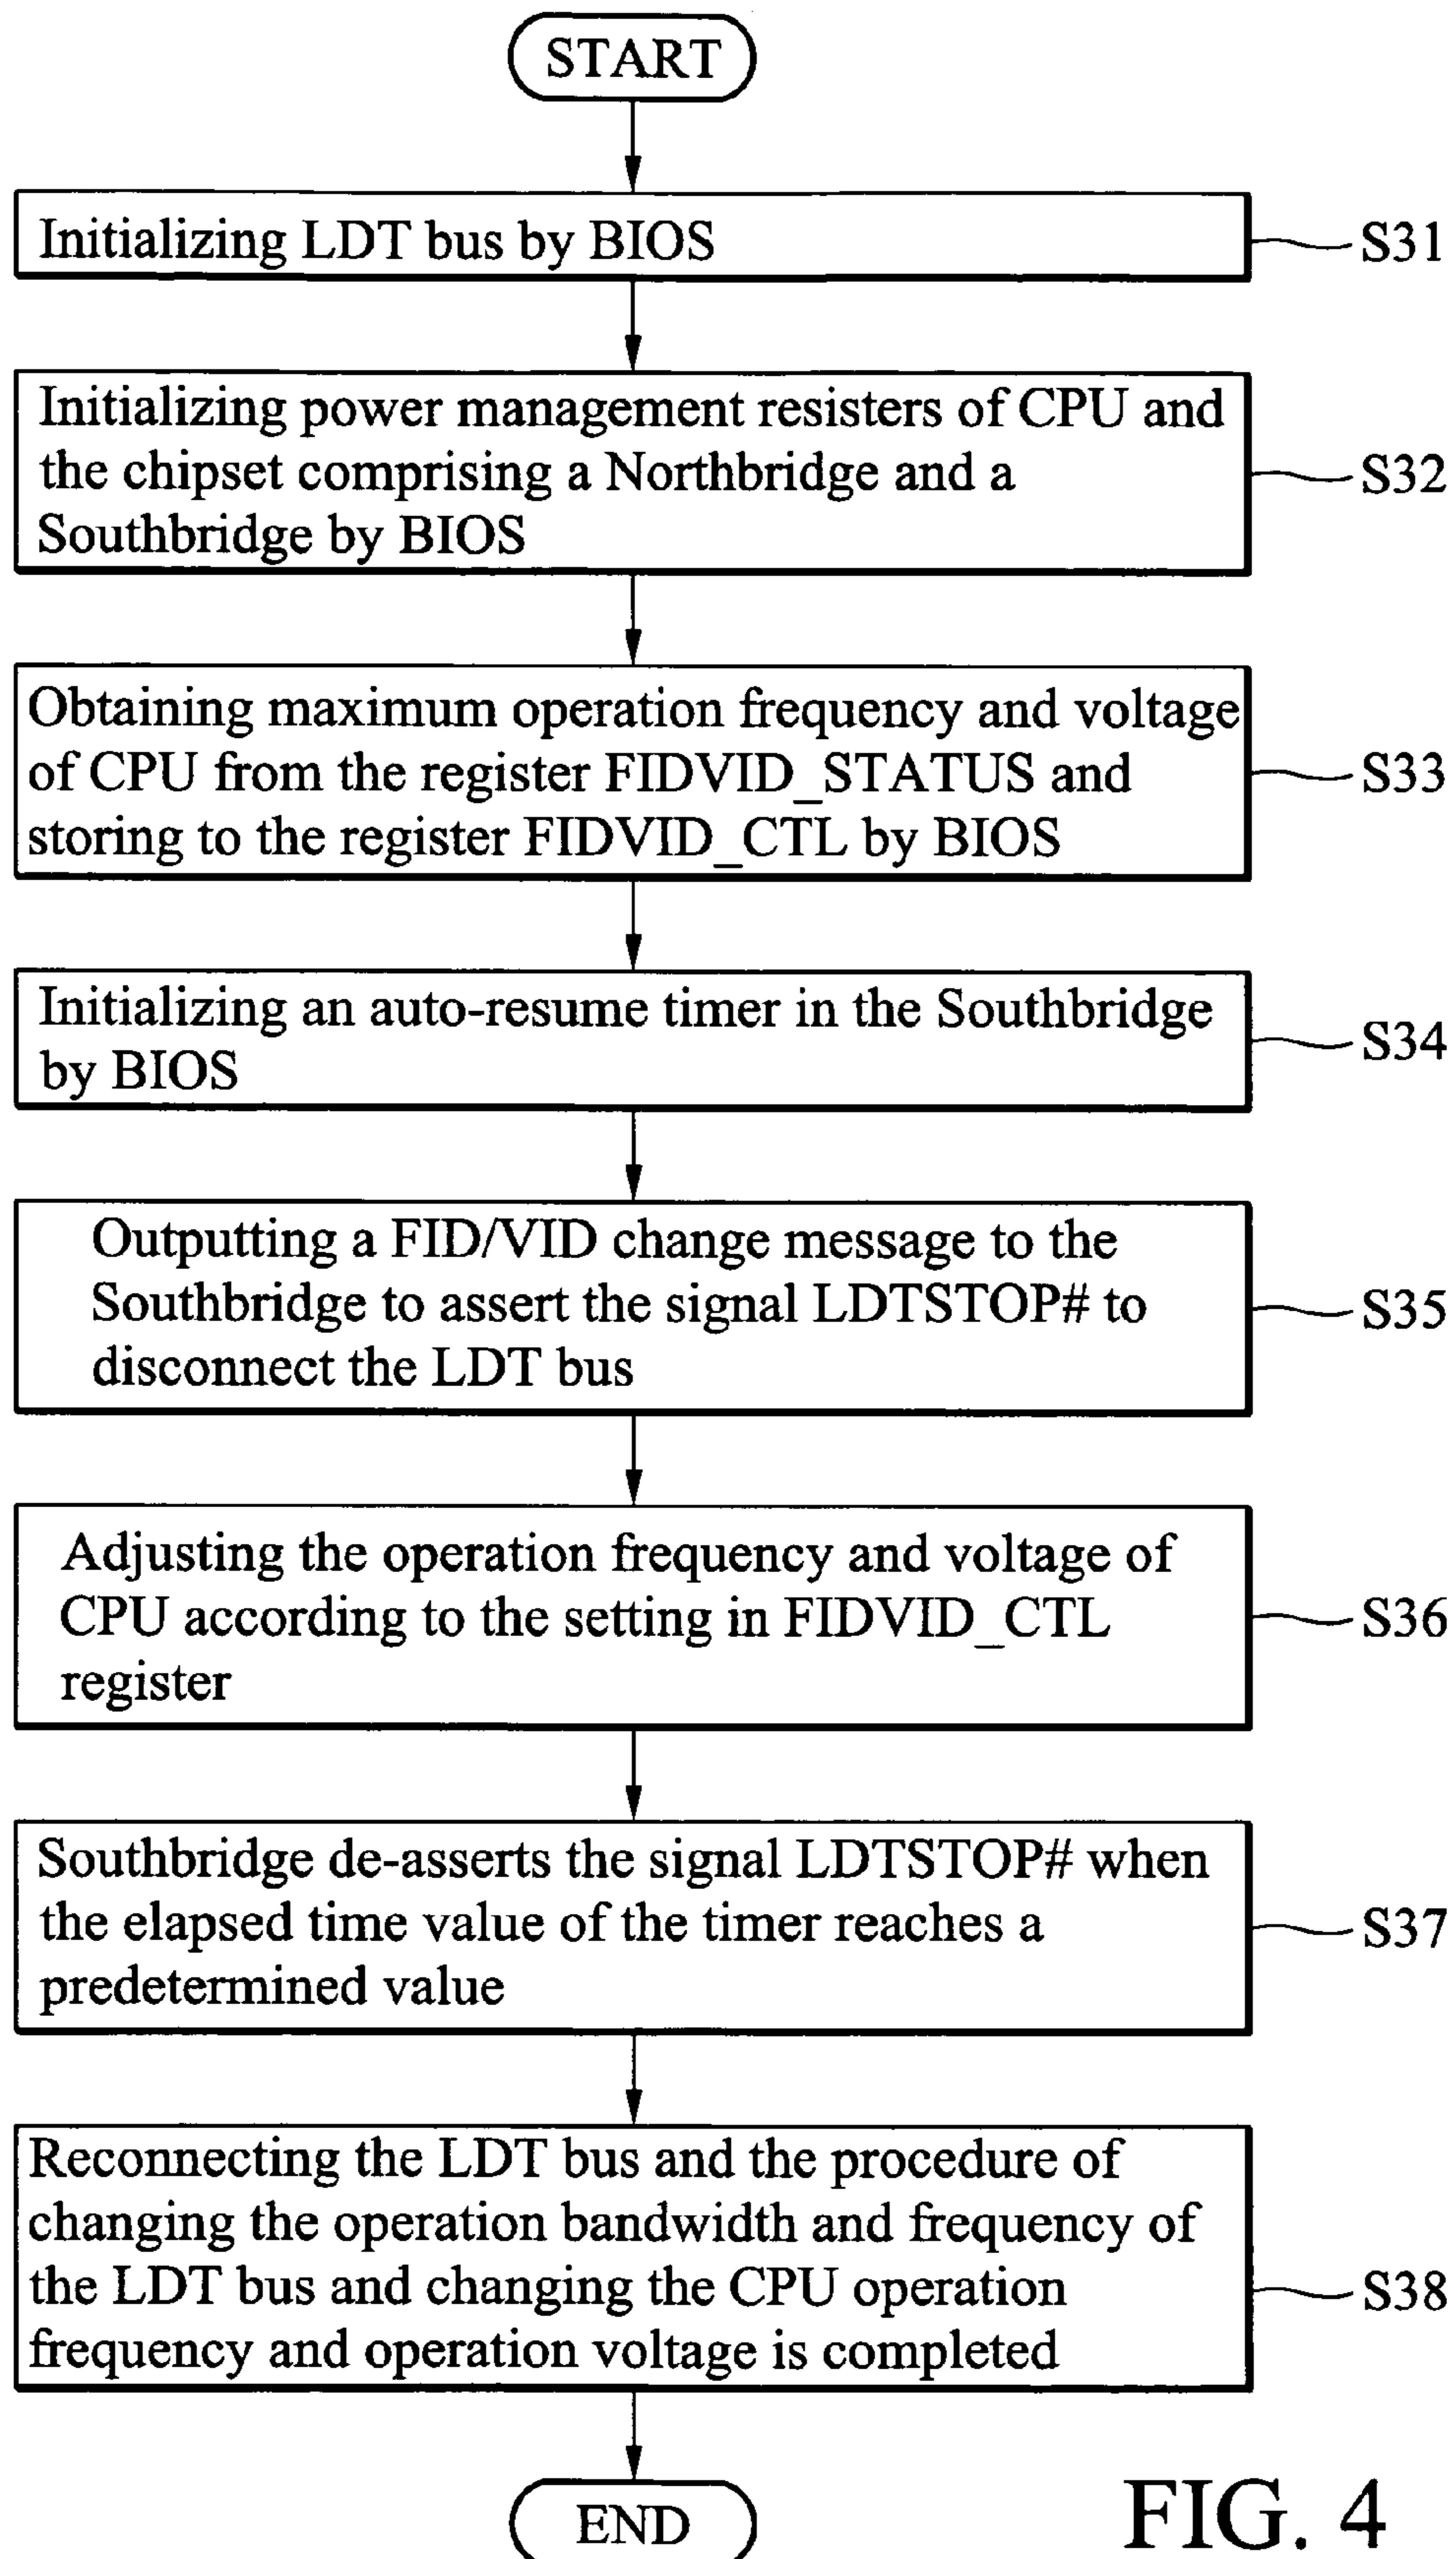 START
Initializing LDT bus by BIOS
S31
Initializing power management resisters of CPU and
the chipset comprising a Northbridge and a
Southbridge by BIOS
S32
Obtaining maximum operation frequency and voltage
of CPU from the register FIDVID_STATUS and
storing to the register FIDVID_CTL by BIOS
S33
Initializing an auto-resume timer in the Southbridge
by BIOS
S34
Outputting a FID/VID change message to the
Southbridge to assert the signal LDTSTOP# to
disconnect the LDT bus
S35
Adjusting the operation frequency and voltage of
CPU according to the setting in FIDVID_CTL
register
S36
Southbridge de-asserts the signal LDTSTOP# when
the elapsed time value of the timer reaches a
predetermined value
S37
Reconnecting the LDT bus and the procedure of
changing the operation bandwidth and frequency of
the LDT bus and changing the CPU operation
frequency and operation voltage is completed
S38
END
FIG. 4